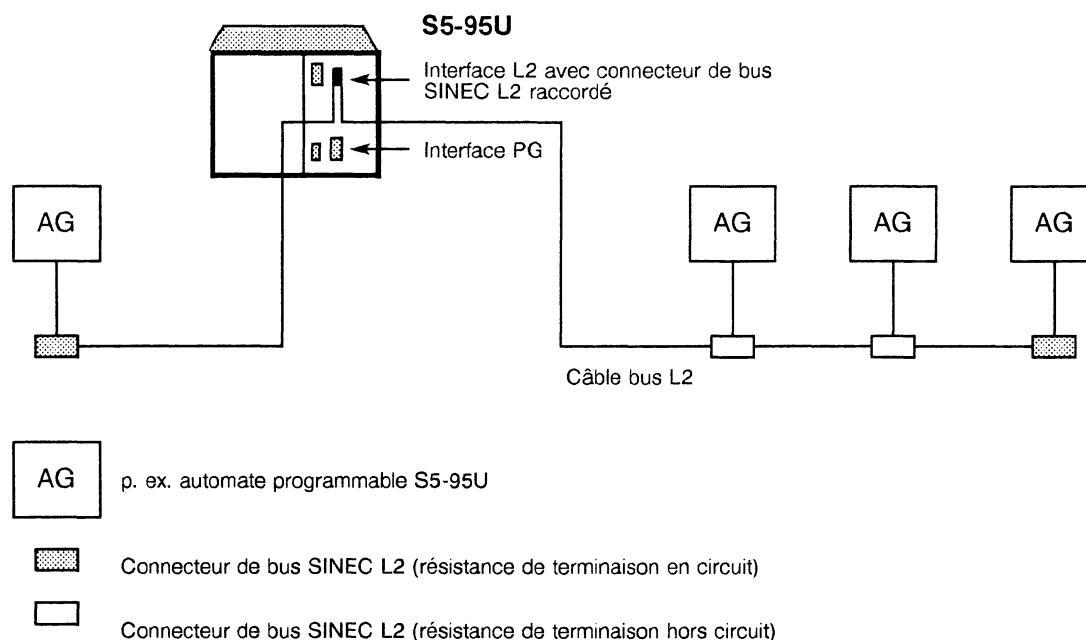 S5-95U
Interface L2 avec connecteur de bus
SINEC L2 raccordé
Interface PG
AG
AG
AG
AG
Câble bus L2
AG
p. ex. automate programmable S5-95U
Connecteur de bus SINEC L2 (résistance de terminaison en circuit)
Connecteur de bus SINEC L2 (résistance de terminaison hors circuit)